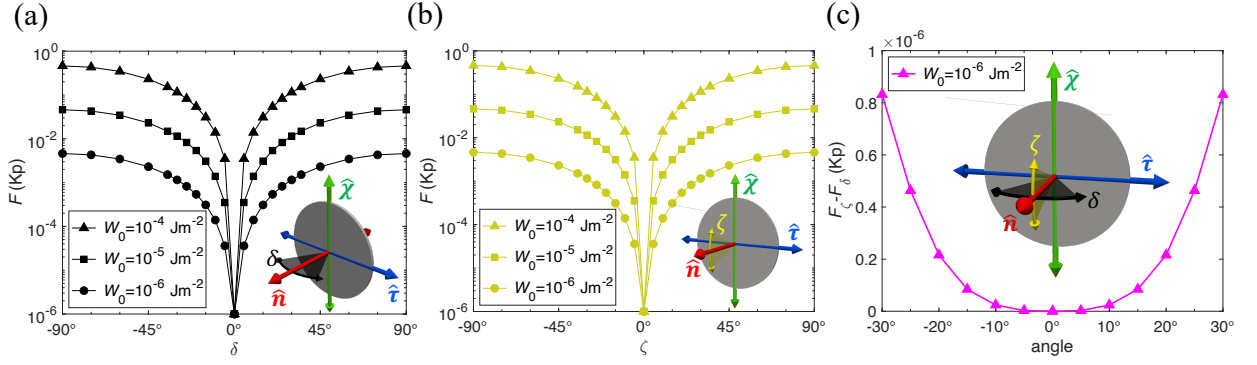 (a)
10^0
10^-2
10^-4
10^-6
F (Kp)
W_0=10^-4 Jm^-2
W_0=10^-5 Jm^-2
W_0=10^-6 Jm^-2
χ̂
τ̂
n̂
δ
-90° -45° 0° 45° 90°
δ
(b)
10^0
10^-2
10^-4
10^-6
F (Kp)
W_0=10^-4 Jm^-2
W_0=10^-5 Jm^-2
W_0=10^-6 Jm^-2
χ̂
τ̂
n̂
ζ
-90° -45° 0° 45° 90°
ζ
(c)
×10^-6
1
0.8
0.6
0.4
0.2
0
F_ζ-F_δ (Kp)
W_0=10^-6 Jm^-2
χ̂
ζ
τ̂
δ
n̂
-30° -10° 0° 10° 30°
angle